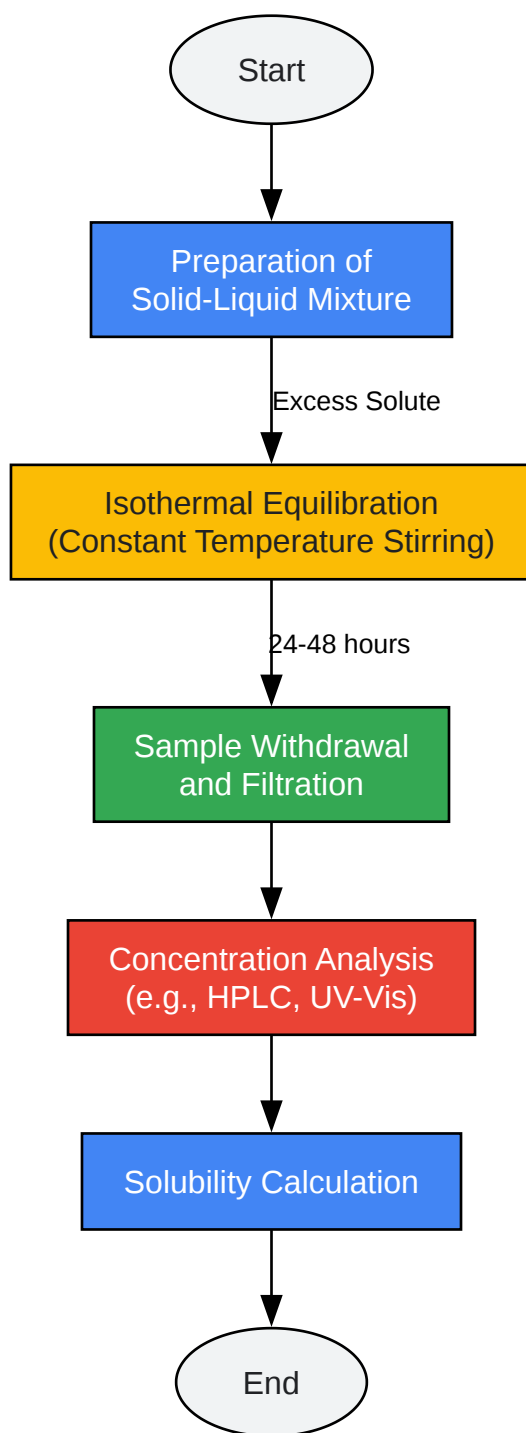 Start
Preparation of
Solid-Liquid Mixture
Excess Solute
Isothermal Equilibration
(Constant Temperature Stirring)
24-48 hours
Sample Withdrawal
and Filtration
Concentration Analysis
(e.g., HPLC, UV-Vis)
Solubility Calculation
End